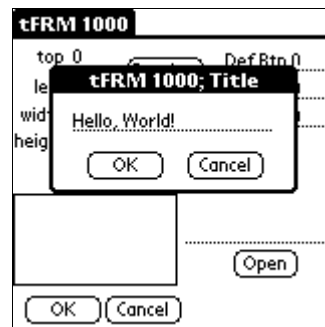 tFRM 1000
top 0
Def Btn 0
tFRM 1000; Title
Hello, World!
OK Cancel
Open
OK Cancel